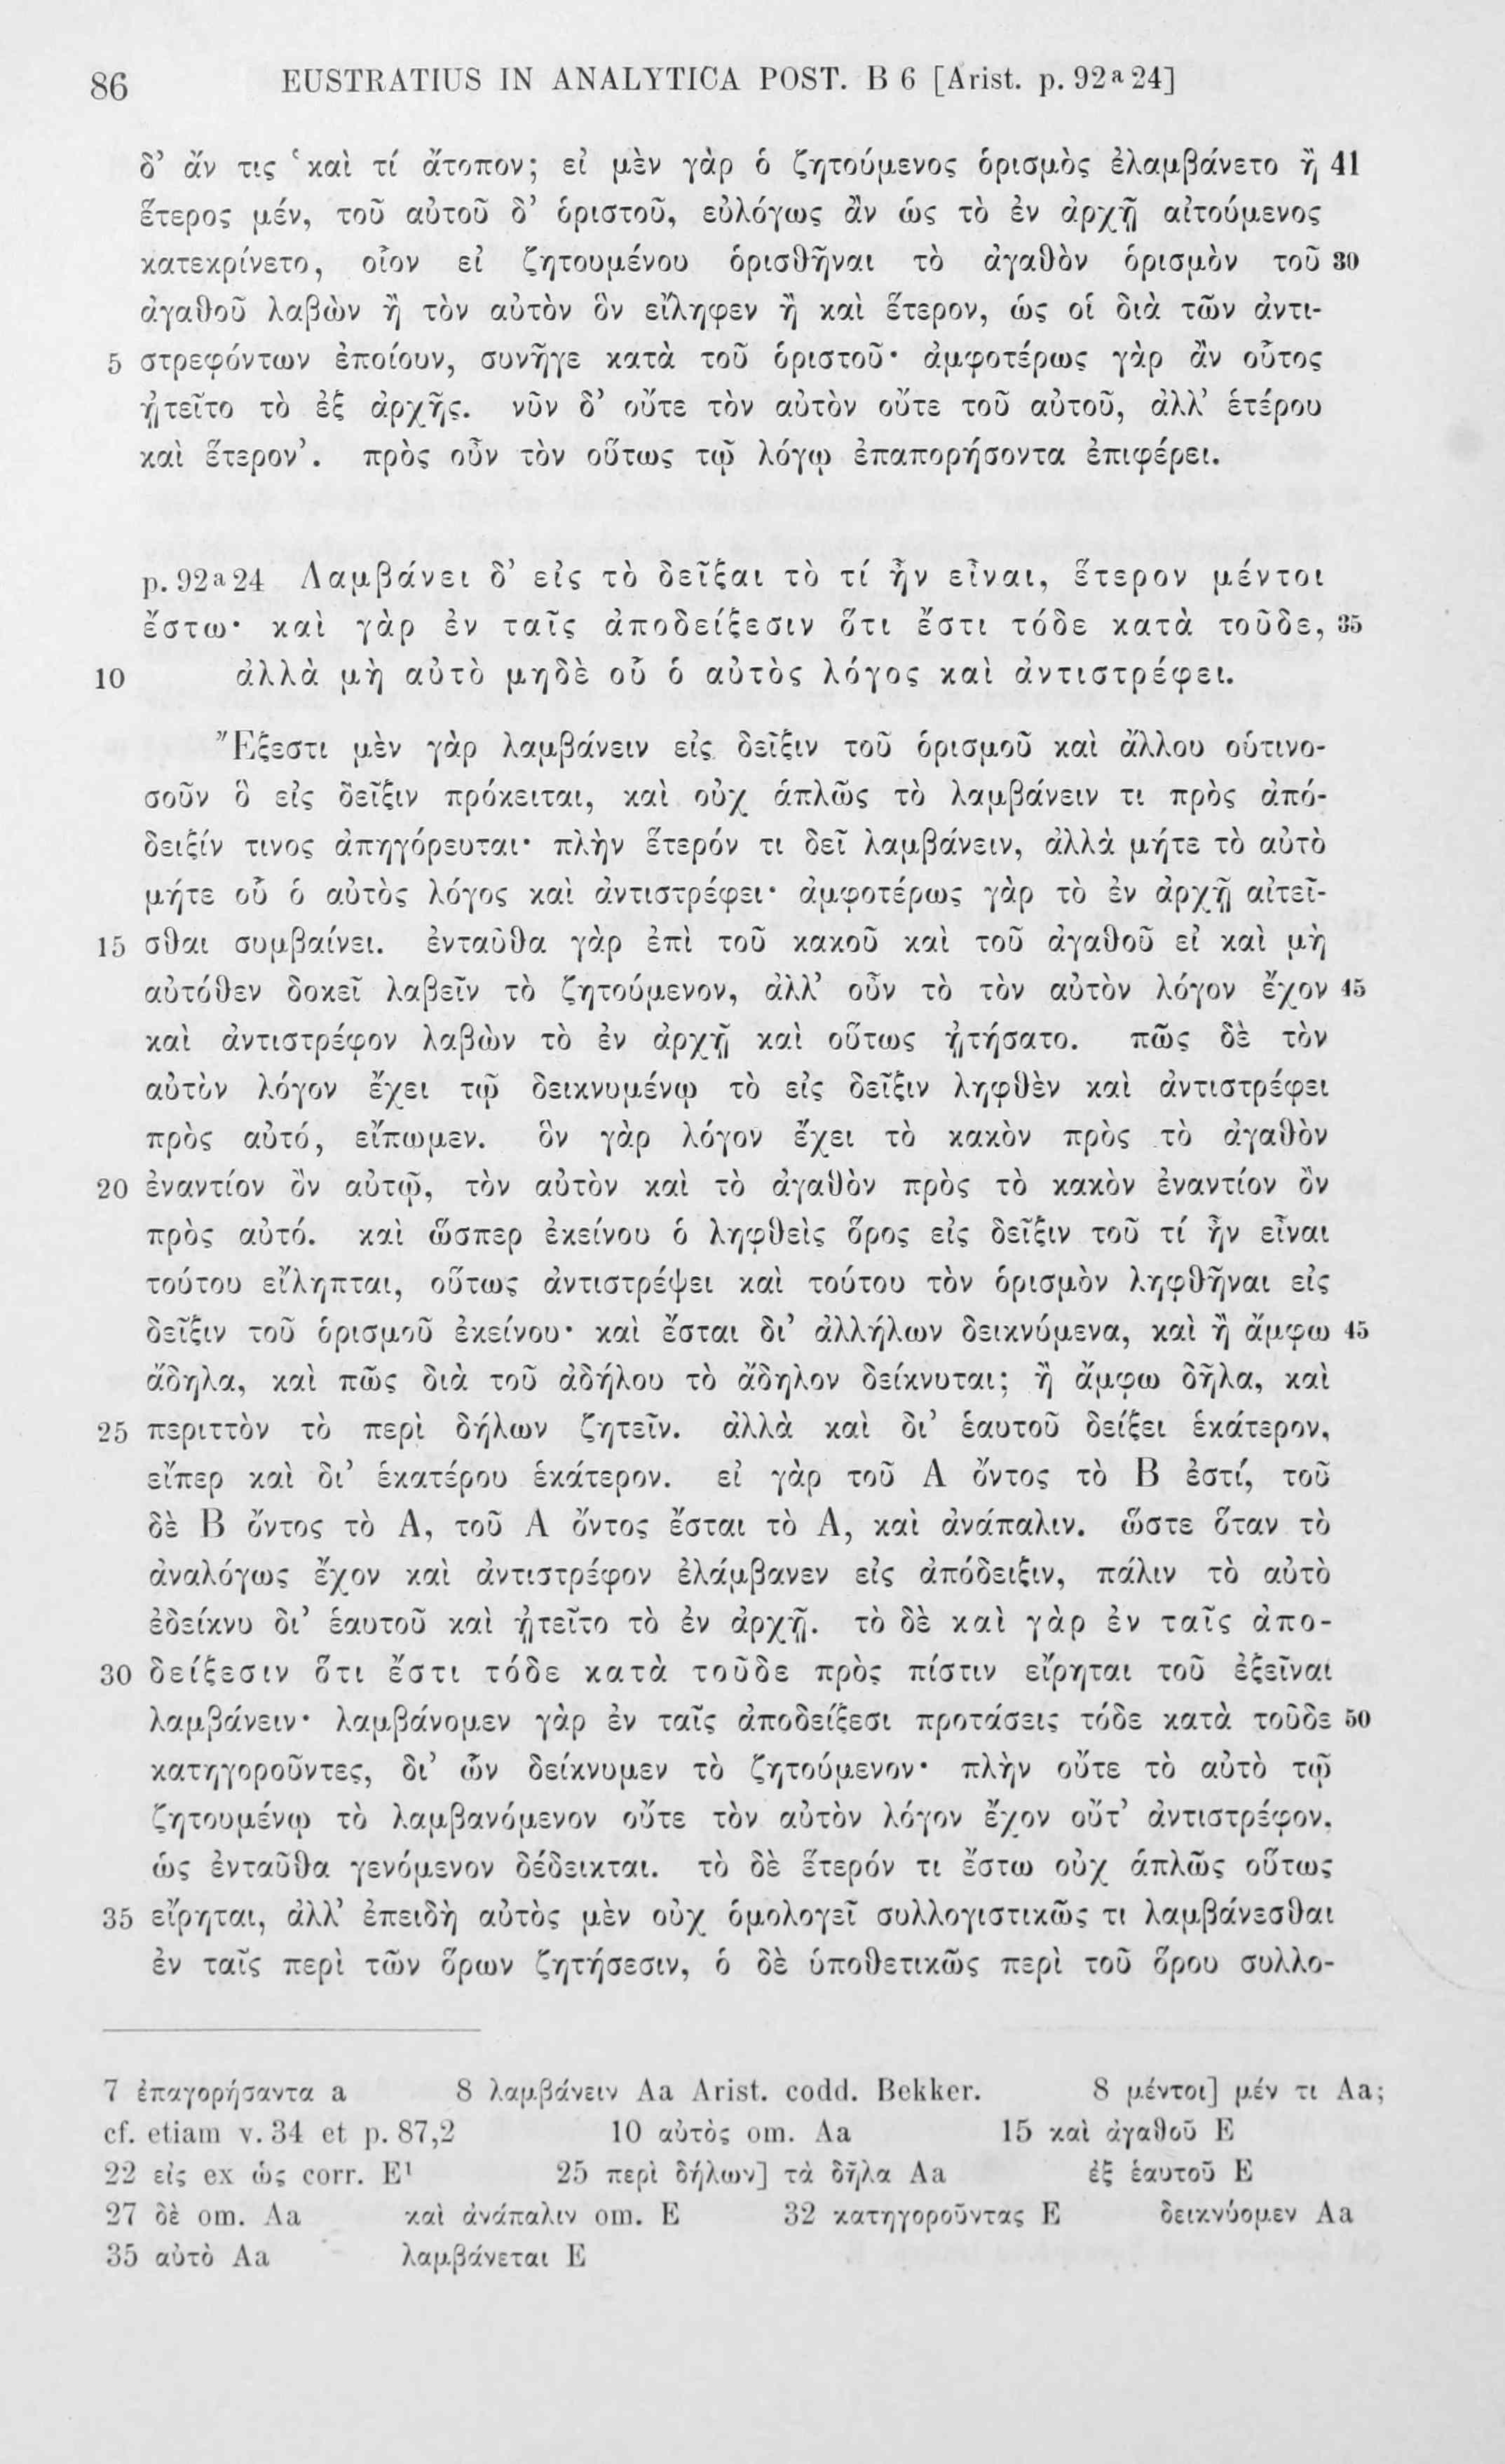 86 EUSTRATIUS IN ANALYTICA POST. B 6 [Arist. p. 92ᵃ24]
δ’ ἄν τις ‘καὶ τί ἄτοπον; εἰ μὲν γὰρ ὁ ζητούμενος ὁρισμὸς ἐλαμβάνετο ἢ 41
ἕτερος μέν, τοῦ αὐτοῦ δ’ ὁριστοῦ, εὐλόγως ἂν ὡς τὸ ἐν ἀρχῇ αἰτούμενος
κατεκρίνετο, οἷον εἰ ζητουμένου ὁρισθῆναι τὸ ἀγαθὸν ὁρισμὸν τοῦ 30
ἀγαθοῦ λαβὼν ἢ τὸν αὐτὸν ὃν εἴληφεν ἢ καὶ ἕτερον, ὡς οἱ διὰ τῶν ἀντι-
5 στρεφόντων ἐποίουν, συνῆγε κατὰ τοῦ ὁριστοῦ· ἀμφοτέρως γὰρ ἂν οὗτος
ᾐτεῖτο τὸ ἐξ ἀρχῆς. νῦν δ’ οὔτε τὸν αὐτὸν οὔτε τοῦ αὐτοῦ, ἀλλ’ ἑτέρου
καὶ ἕτερον’. πρὸς οὖν τὸν οὕτως τῷ λόγῳ ἐπαπορήσοντα ἐπιφέρει.
p. 92ᵃ24 Λαμβάνει δ’ εἰς τὸ δεῖξαι τὸ τί ἦν εἶναι, ἕτερον μέντοι
ἔστω· καὶ γὰρ ἐν ταῖς ἀποδείξεσιν ὅτι ἔστι τόδε κατὰ τοῦδε, 35
10 ἀλλὰ μὴ αὐτὸ μηδὲ οὗ ὁ αὐτὸς λόγος καὶ ἀντιστρέφει.
Ἔξεστι μὲν γὰρ λαμβάνειν εἰς δεῖξιν τοῦ ὁρισμοῦ καὶ ἄλλου οὑτινο-
σοῦν ὃ εἰς δεῖξιν πρόκειται, καὶ οὐχ ἁπλῶς τὸ λαμβάνειν τι πρὸς ἀπό-
δειξίν τινος ἀπηγόρευται· πλὴν ἕτερόν τι δεῖ λαμβάνειν, ἀλλὰ μήτε τὸ αὐτὸ
μήτε οὗ ὁ αὐτὸς λόγος καὶ ἀντιστρέφει· ἀμφοτέρως γὰρ τὸ ἐν ἀρχῇ αἰτεῖ-
15 σθαι συμβαίνει. ἐνταῦθα γὰρ ἐπὶ τοῦ κακοῦ καὶ τοῦ ἀγαθοῦ εἰ καὶ μὴ
αὐτόθεν δοκεῖ λαβεῖν τὸ ζητούμενον, ἀλλ’ οὖν τὸ τὸν αὐτὸν λόγον ἔχον 45
καὶ ἀντιστρέφον λαβὼν τὸ ἐν ἀρχῇ καὶ οὕτως ᾐτήσατο. πῶς δὲ τὸν
αὐτὸν λόγον ἔχει τῷ δεικνυμένῳ τὸ εἰς δεῖξιν ληφθὲν καὶ ἀντιστρέφει
πρὸς αὐτό, εἴπωμεν. ὃν γὰρ λόγον ἔχει τὸ κακὸν πρὸς τὸ ἀγαθὸν
20 ἐναντίον ὂν αὐτῷ, τὸν αὐτὸν καὶ τὸ ἀγαθὸν πρὸς τὸ κακὸν ἐναντίον ὂν
πρὸς αὐτό. καὶ ὥσπερ ἐκείνου ὁ ληφθεὶς ὅρος εἰς δεῖξιν τοῦ τί ἦν εἶναι
τούτου εἴληπται, οὕτως ἀντιστρέψει καὶ τούτου τὸν ὁρισμὸν ληφθῆναι εἰς
δεῖξιν τοῦ ὁρισμοῦ ἐκείνου· καὶ ἔσται δι’ ἀλλήλων δεικνύμενα, καὶ ἢ ἄμφω 45
ἄδηλα, καὶ πῶς διὰ τοῦ ἀδήλου τὸ ἄδηλον δείκνυται; ἢ ἄμφω δῆλα, καὶ
25 περιττὸν τὸ περὶ δήλων ζητεῖν. ἀλλὰ καὶ δι’ ἑαυτοῦ δείξει ἑκάτερον,
εἴπερ καὶ δι’ ἑκατέρου ἑκάτερον. εἰ γὰρ τοῦ Α ὄντος τὸ Β ἐστί, τοῦ
δὲ Β ὄντος τὸ Α, τοῦ Α ὄντος ἔσται τὸ Α, καὶ ἀνάπαλιν. ὥστε ὅταν τὸ
ἀναλόγως ἔχον καὶ ἀντιστρέφον ἐλάμβανεν εἰς ἀπόδειξιν, πάλιν τὸ αὐτὸ
ἐδείκνυ δι’ ἑαυτοῦ καὶ ᾐτεῖτο τὸ ἐν ἀρχῇ. τὸ δὲ καὶ γὰρ ἐν ταῖς ἀπο-
30 δείξεσιν ὅτι ἔστι τόδε κατὰ τοῦδε πρὸς πίστιν εἴρηται τοῦ ἐξεῖναι
λαμβάνειν· λαμβάνομεν γὰρ ἐν ταῖς ἀποδείξεσι προτάσεις τόδε κατὰ τοῦδε 50
κατηγοροῦντες, δι’ ὧν δείκνυμεν τὸ ζητούμενον· πλὴν οὔτε τὸ αὐτὸ τῷ
ζητουμένῳ τὸ λαμβανόμενον οὔτε τὸν αὐτὸν λόγον ἔχον οὔτ’ ἀντιστρέφον,
ὡς ἐνταῦθα γενόμενον δέδεικται. τὸ δὲ ἕτερόν τι ἔστω οὐχ ἁπλῶς οὕτως
35 εἴρηται, ἀλλ’ ἐπειδὴ αὐτὸς μὲν οὐχ ὁμολογεῖ συλλογιστικῶς τι λαμβάνεσθαι
ἐν ταῖς περὶ τῶν ὅρων ζητήσεσιν, ὁ δὲ ὑποθετικῶς περὶ τοῦ ὅρου συλλο-
7 ἐπαγορήσαντα a 8 λαμβάνειν Aa Arist. codd. Bekker. 8 μέντοι] μέν τι Aa;
cf. etiam v. 34 et p. 87,2 10 αὐτὸς om. Aa 15 καὶ ἀγαθοῦ E
22 εἰς ex ὡς corr. E¹ 25 περὶ δήλων] τὰ δῆλα Aa ἐξ ἑαυτοῦ E
27 δὲ om. Aa καὶ ἀνάπαλιν om. E 32 κατηγοροῦντας E δεικνύομεν Aa
35 αὐτὸ Aa λαμβάνεται E